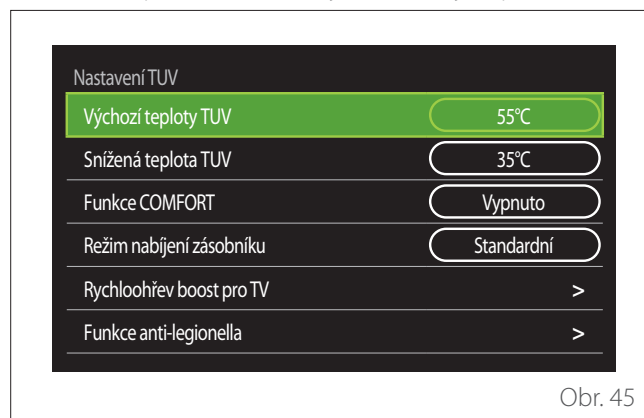 Nastavení TUV
Výchozí teploty TUV 55°C
Snížená teplota TUV 35°C
Funkce COMFORT Vypnuto
Režim nabíjení zásobníku Standardní
Rychloohřev boost pro TV >
Funkce anti-legionella >
Obr. 45